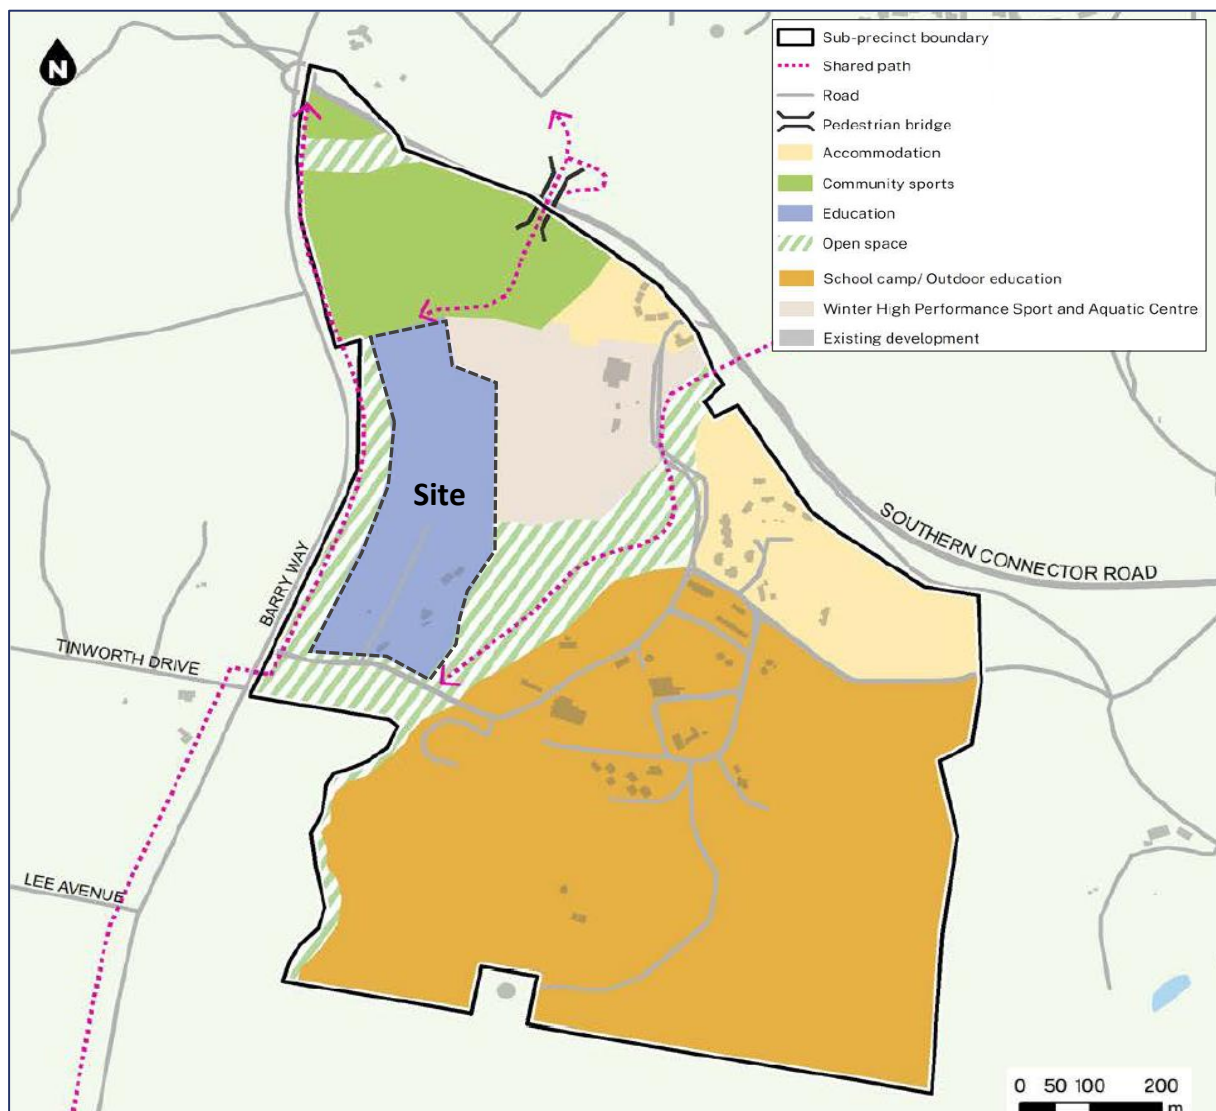 N
Sub-precinct boundary
Shared path
Road
Pedestrian bridge
Accommodation
Community sports
Education
Open space
School camp/ Outdoor education
Winter High Performance Sport and Aquatic Centre
Existing development
Site
SOUTHERN CONNECTOR ROAD
BARRY WAY
TINWORTH DRIVE
LEE AVENUE
0 50 100 200
m